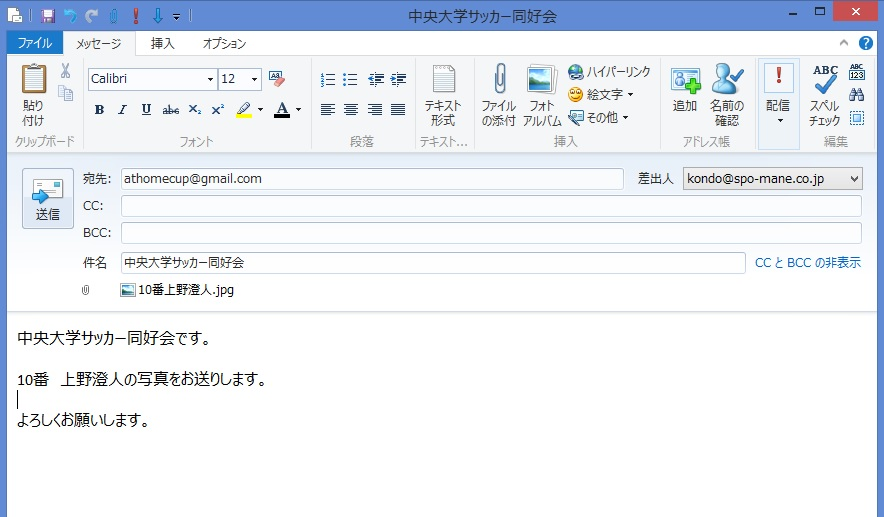 中央大学サッカー同好会
ファイル メッセージ 挿入 オプション
貼り付け
クリップボード
Calibri 12
B I U abc X₂ X²
A
フォント
段落
テキスト形式
テキスト...
ファイルの添付
フォトアルバム
ハイパーリンク
絵文字
その他
挿入
追加
名前の確認
アドレス帳
配信
ABC
スペルチェック
ABC
123
編集
送信
宛先: athomecup@gmail.com 差出人 kondo@spo-mane.co.jp
CC:
BCC:
件名 中央大学サッカー同好会 CC と BCC の非表示
10番上野澄人.jpg
中央大学サッカー同好会です。
10番　上野澄人の写真をお送りします。
よろしくお願いします。